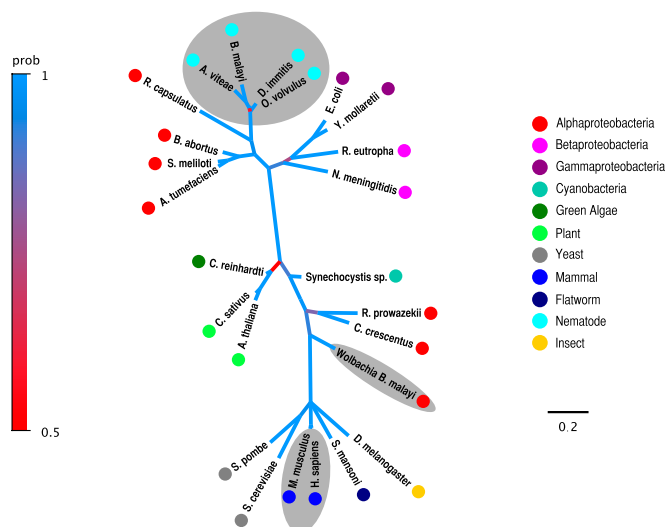 prob
1
0.5
B. malayi
A. viteae
D. immitis
O. volvulus
R. capsulatus
E. coli
Y. mollaretii
B. abortus
R. eutropha
S. meliloti
N. meningitidis
A. tumefaciens
C. reinhardti
Synechocystis sp.
C. sativus
A. thaliana
R. prowazekii
C. crescentus
Wolbachia B. malayi
S. pombe
S. cerevisiae
M. musculus
H. sapiens
S. mansoni
D. melanogaster
Alphaproteobacteria
Betaproteobacteria
Gammaproteobacteria
Cyanobacteria
Green Algae
Plant
Yeast
Mammal
Flatworm
Nematode
Insect
0.2